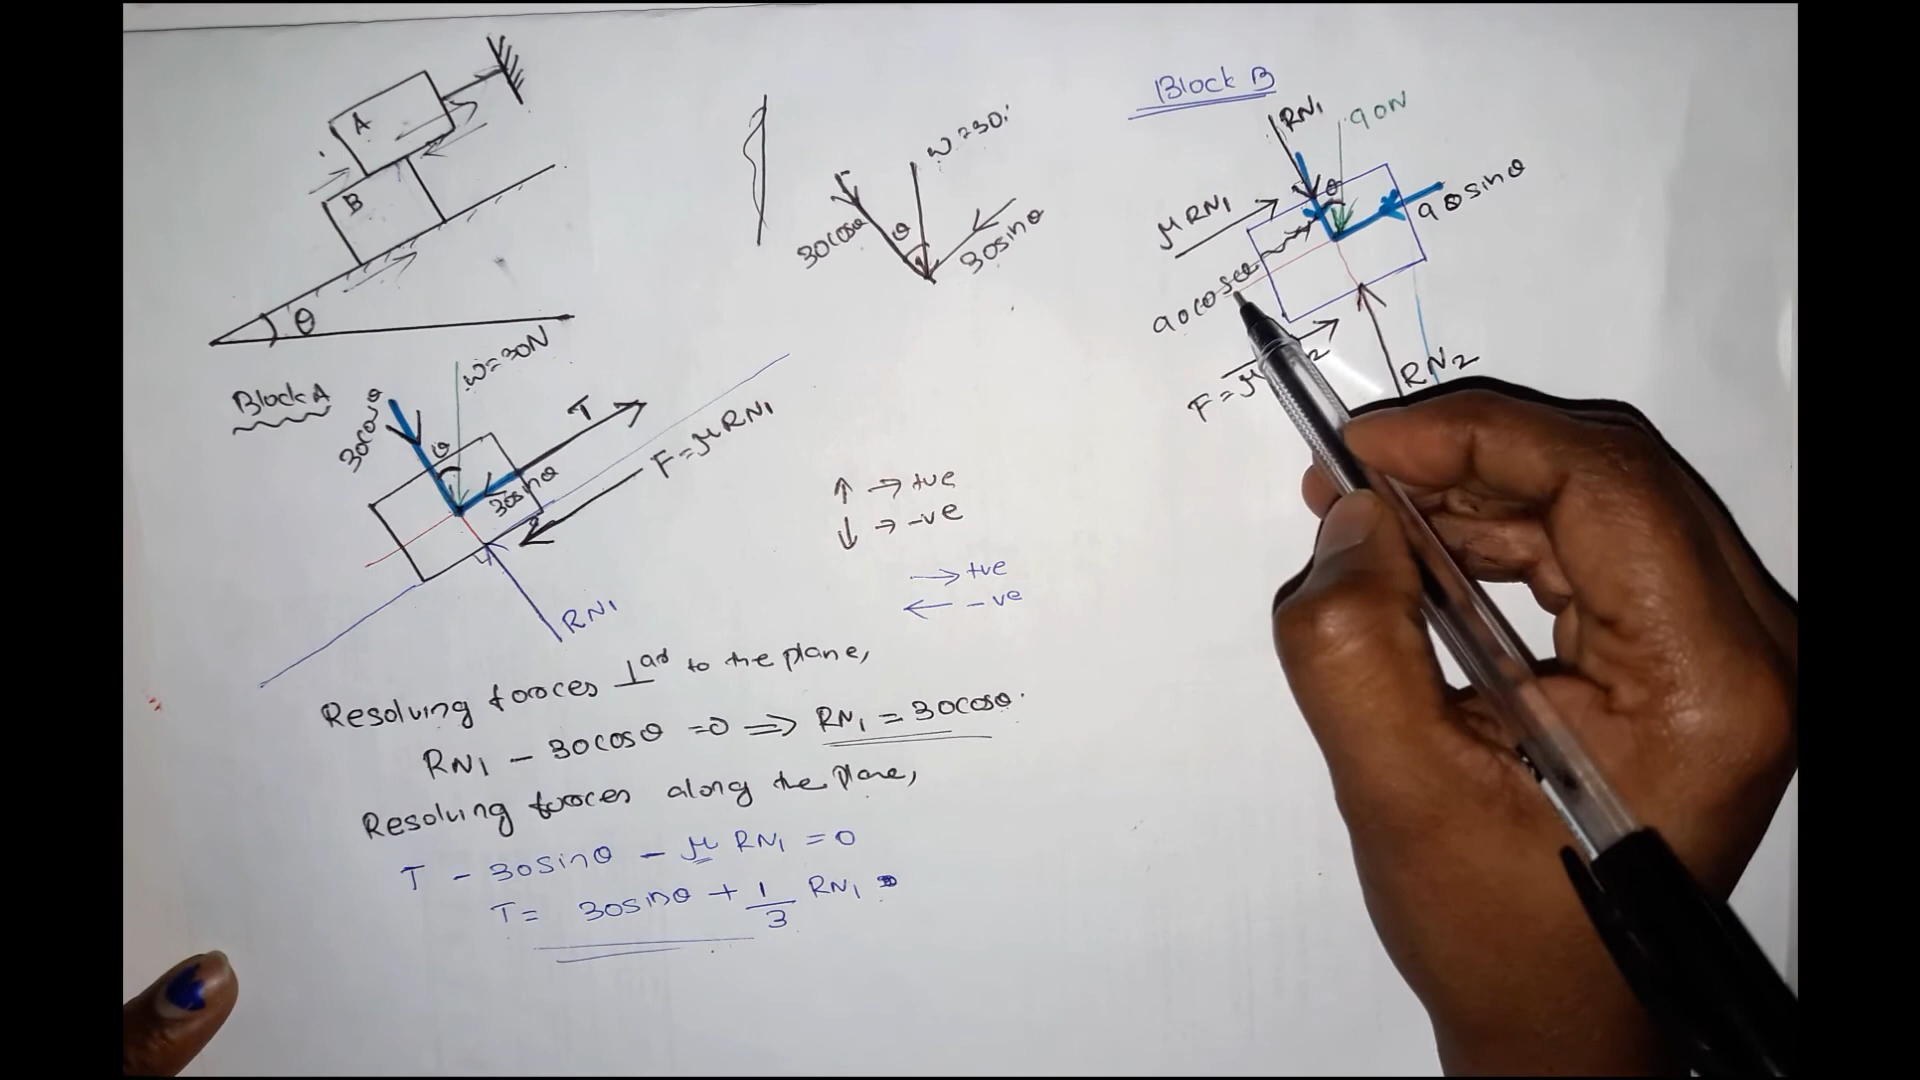 A
B
θ
W=30N
30cosθ
θ
30sinθ
Block B
RN1
90N
θ
μRN1
90sinθ
90cosθ
RN2
Block A
W=30N
30cosθ
θ
T
30sinθ
F=μRN1
RN1
↑ → +ve
↓ → -ve
→ +ve
← -ve
Resolving forces ⊥ar to the plane,
RN1 - 30cosθ = 0 ⇒ RN1 = 30cosθ.
Resolving forces along the plane,
T - 30sinθ - μ RN1 = 0
T = 30sinθ + 1/3 RN1